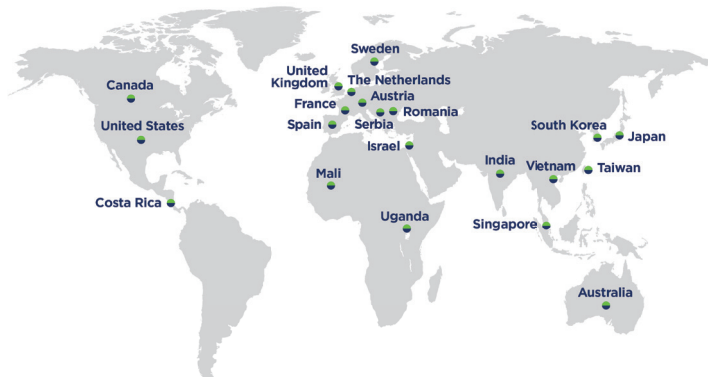 Sweden
United
Kingdom
The Netherlands
Canada
Austria
France
Romania
United States
Spain
Serbia
South Korea
Japan
Israel
India
Vietnam
Taiwan
Mali
Costa Rica
Uganda
Singapore
Australia